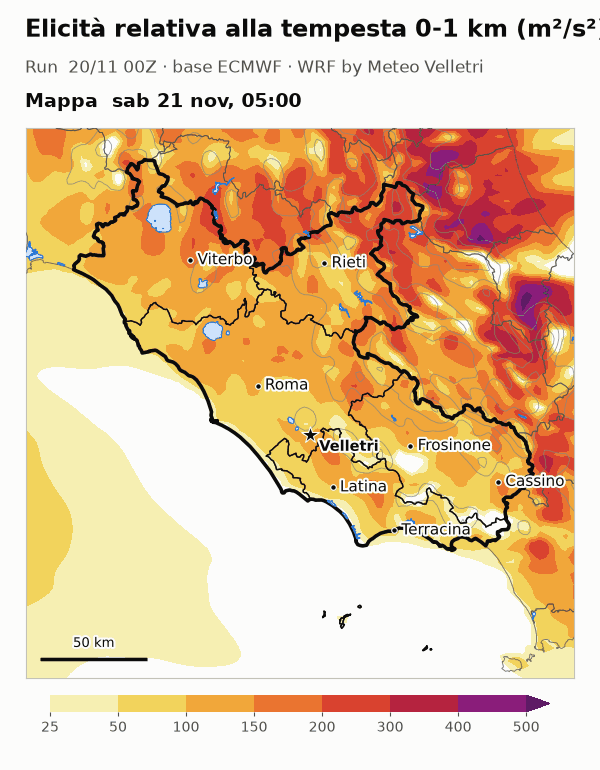 Elicità relativa alla tempesta 0-1 km (m²/s²)
Run  20/11 00Z · base ECMWF · WRF by Meteo Velletri
Mappa  sab 21 nov, 05:00
Viterbo
Rieti
Roma
Velletri
Frosinone
Cassino
Latina
Terracina
50 km
25 50 100 150 200 300 400 500